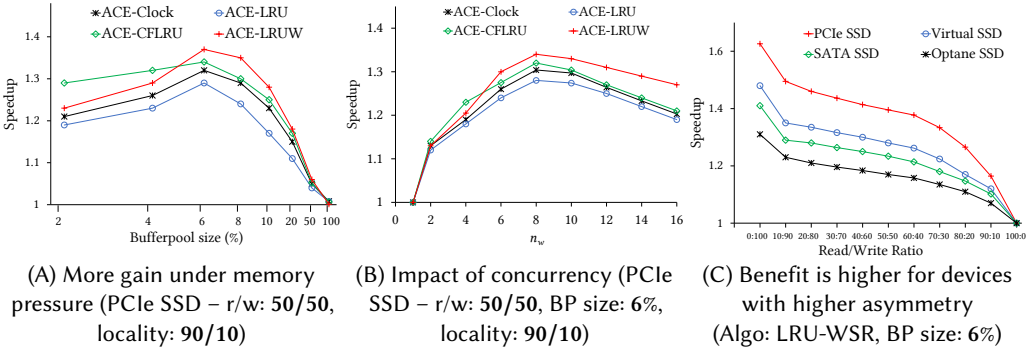 ACE-Clock ACE-LRU
ACE-CFLRU ACE-LRUW
1.4
1.3
1.2
1.1
1
Speedup
2 4 6 8 10 20 50 100
Bufferpool size (%)
(A) More gain under memory
pressure (PCIe SSD – r/w: 50/50,
locality: 90/10)
ACE-Clock ACE-LRU
ACE-CFLRU ACE-LRUW
1.4
1.3
1.2
1.1
1
Speedup
0 2 4 6 8 10 12 14 16
n_w
(B) Impact of concurrency (PCIe
SSD – r/w: 50/50, BP size: 6%,
locality: 90/10)
PCIe SSD Virtual SSD
SATA SSD Optane SSD
1.6
1.4
1.2
1
Speedup
0:100 10:90 20:80 30:70 40:60 50:50 60:40 70:30 80:20 90:10 100:0
Read/Write Ratio
(C) Benefit is higher for devices
with higher asymmetry
(Algo: LRU-WSR, BP size: 6%)